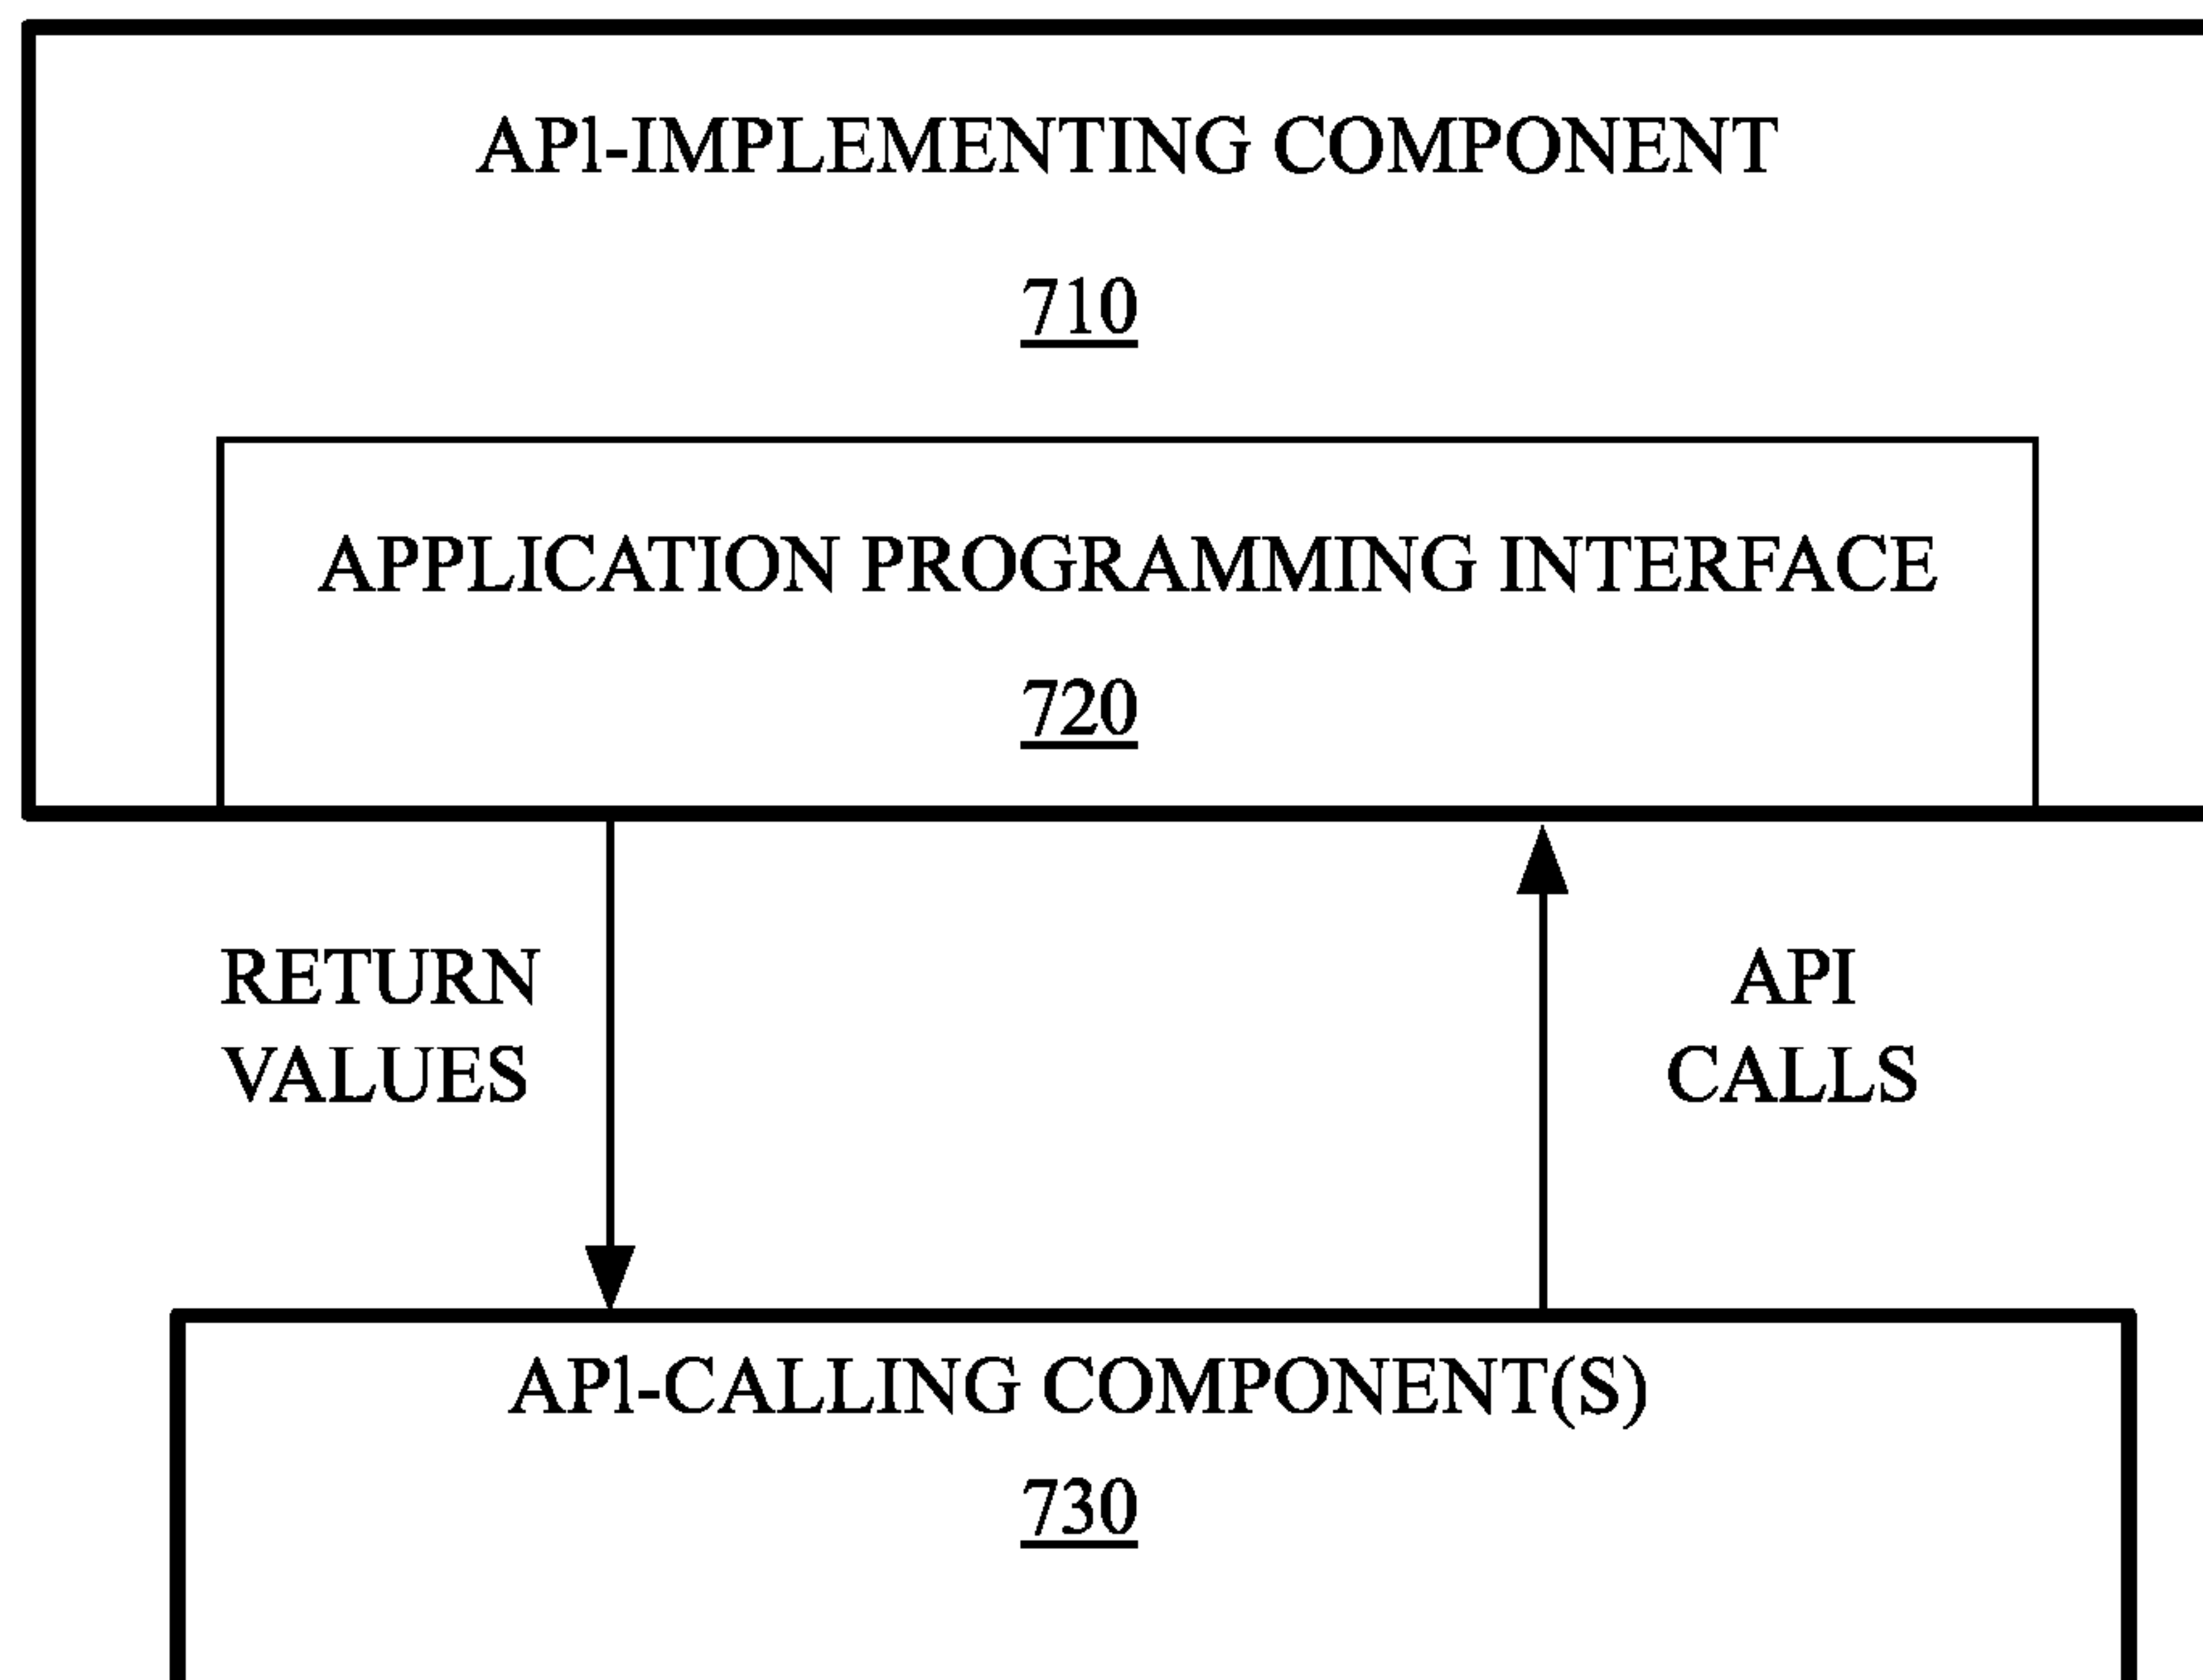 APl-IMPLEMENTING COMPONENT
710
APPLICATION PROGRAMMING INTERFACE
720
RETURN
VALUES
API
CALLS
APl-CALLING COMPONENT(S)
730